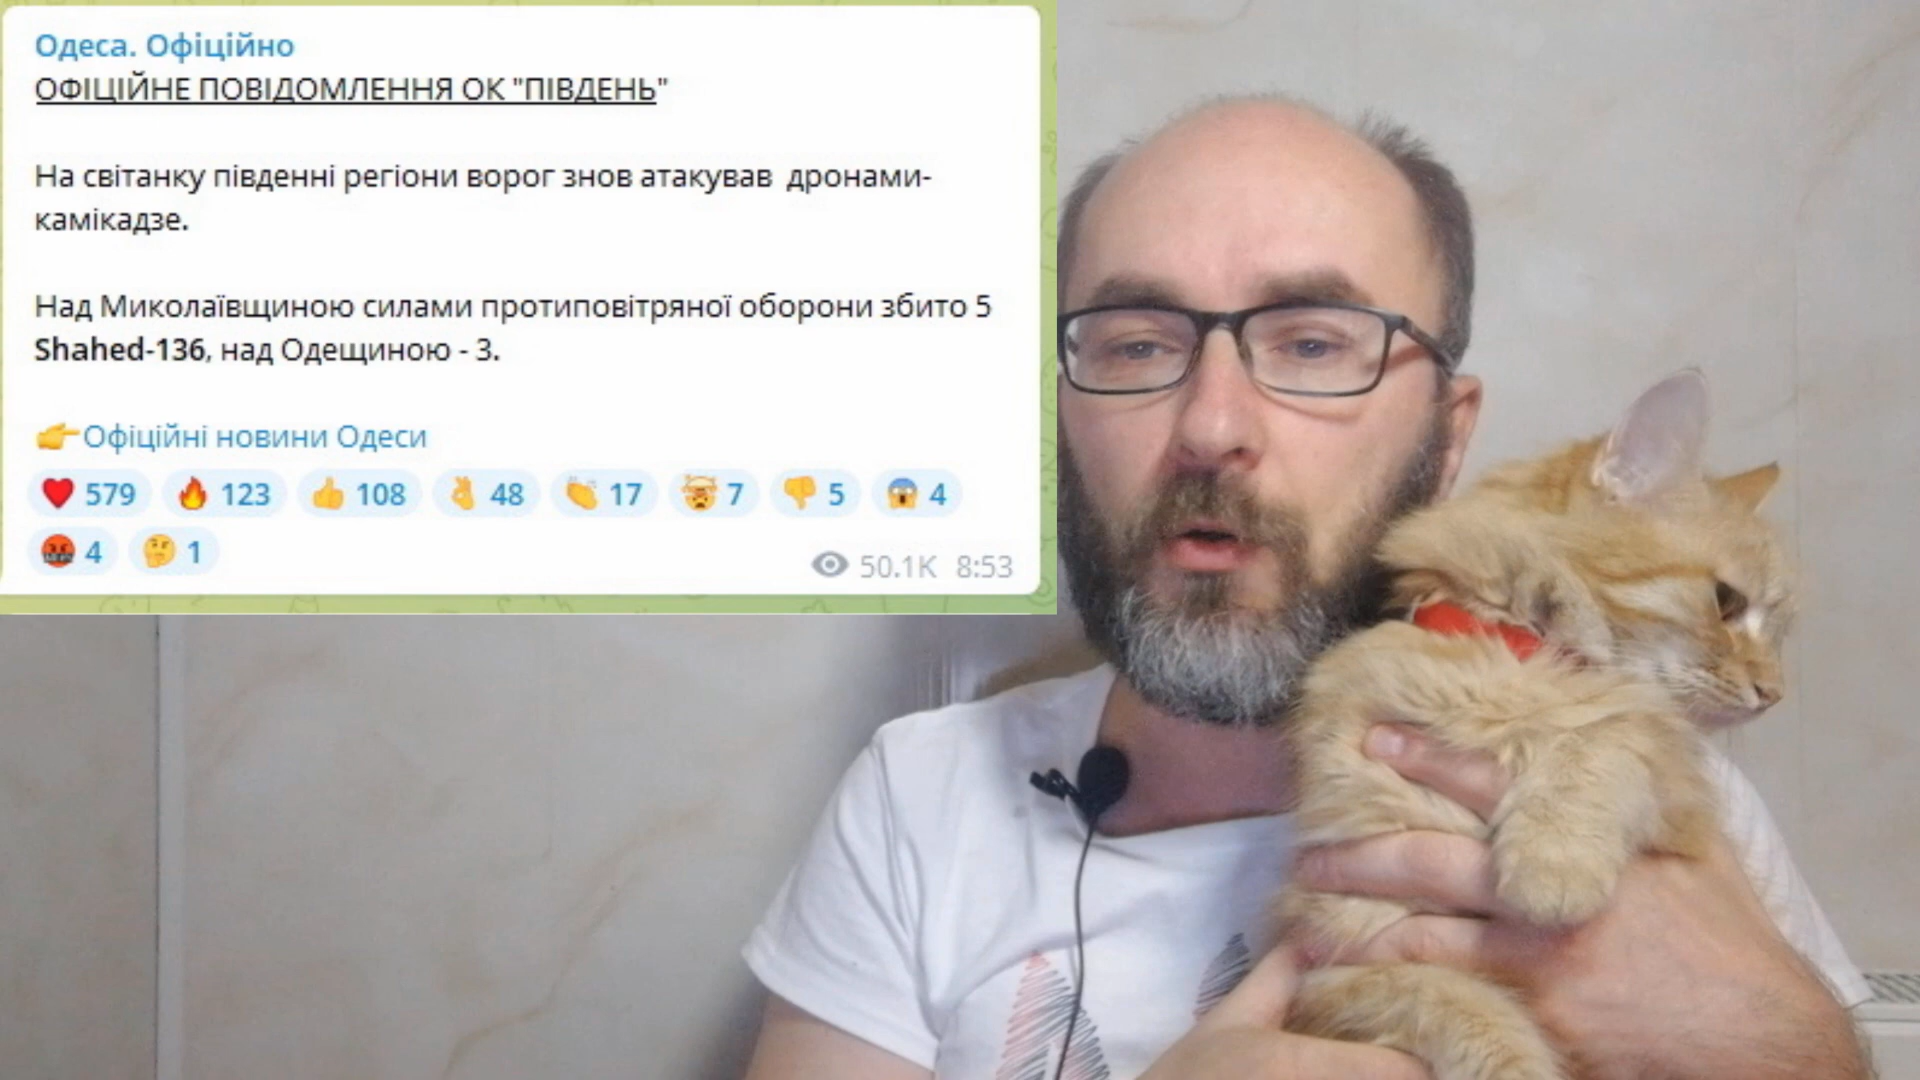 Одеса. Офіційно
ОФІЦІЙНЕ ПОВІДОМЛЕННЯ ОК "ПІВДЕНЬ"
На світанку південні регіони ворог знов атакував дронами-
камікадзе.
Над Миколаївщиною силами протиповітряної оборони збито 5
Shahed-136, над Одещиною - 3.
👉Офіційні новини Одеси
❤️ 579 🔥 123 👍 108 👌 48 👏 17 🤯 7 👎 5 😱 4
🤬 4 🤔 1
50.1K 8:53